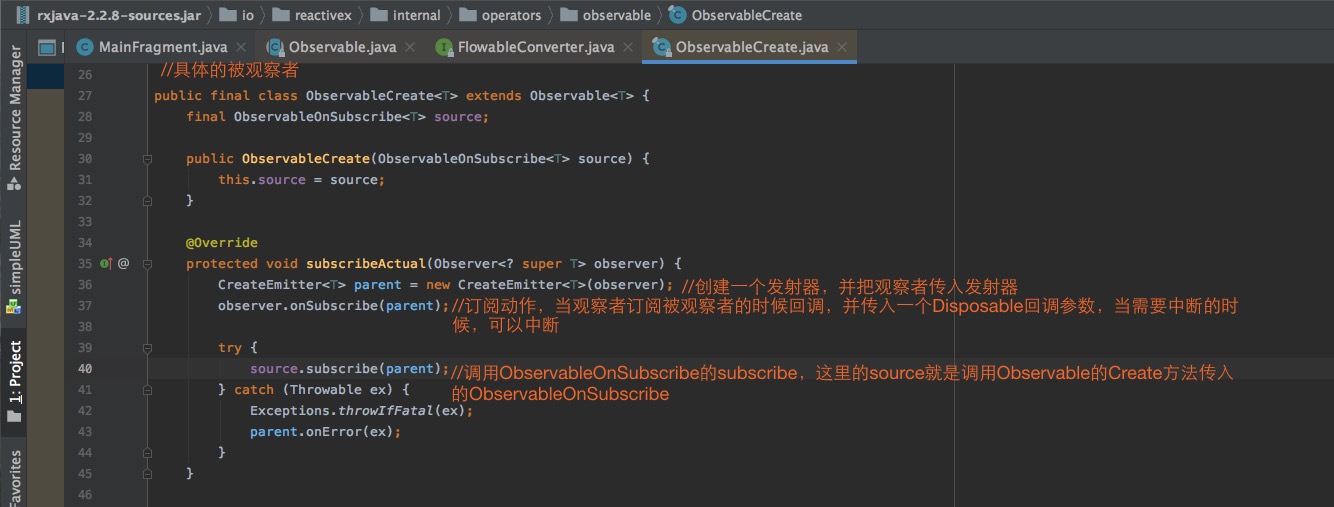 rxjava-2.2.8-sources.jar io reactivex internal operators observable ObservableCreate
MainFragment.java Observable.java FlowableConverter.java ObservableCreate.java
Resource Manager
simpleUML
1: Project
Favorites
26 //具体的被观察者
27 public final class ObservableCreate<T> extends Observable<T> {
28 final ObservableOnSubscribe<T> source;
29
30 public ObservableCreate(ObservableOnSubscribe<T> source) {
31 this.source = source;
32 }
33
34 @Override
35 @ protected void subscribeActual(Observer<? super T> observer) {
36 CreateEmitter<T> parent = new CreateEmitter<T>(observer); //创建一个发射器，并把观察者传入发射器
37 observer.onSubscribe(parent); //订阅动作，当观察者订阅被观察者的时候回调，并传入一个Disposable回调参数，当需要中断的时
38 候，可以中断
39 try {
40 source.subscribe(parent); //调用ObservableOnSubscribe的subscribe，这里的source就是调用Observable的Create方法传入
41 } catch (Throwable ex) { 的ObservableOnSubscribe
42 Exceptions.throwIfFatal(ex);
43 parent.onError(ex);
44 }
45 }
46